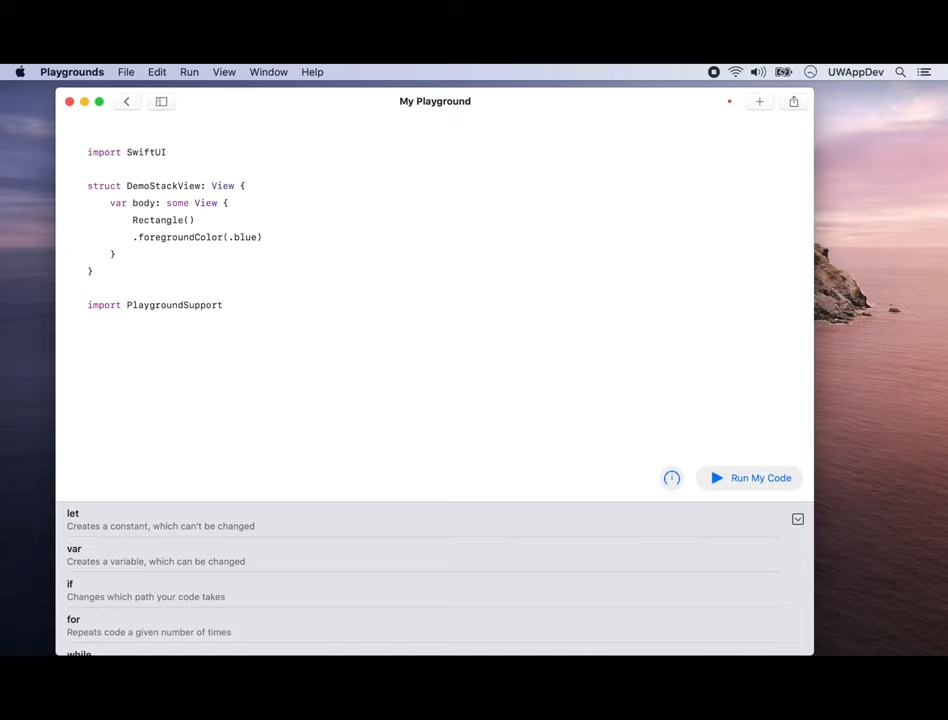 Playgrounds File Edit Run View Window Help UWAppDev
My Playground
import SwiftUI
struct DemoStackView: View {
var body: some View {
Rectangle()
.foregroundColor(.blue)
}
}
import PlaygroundSupport
Run My Code
let
Creates a constant, which can't be changed
var
Creates a variable, which can be changed
if
Changes which path your code takes
for
Repeats code a given number of times
while